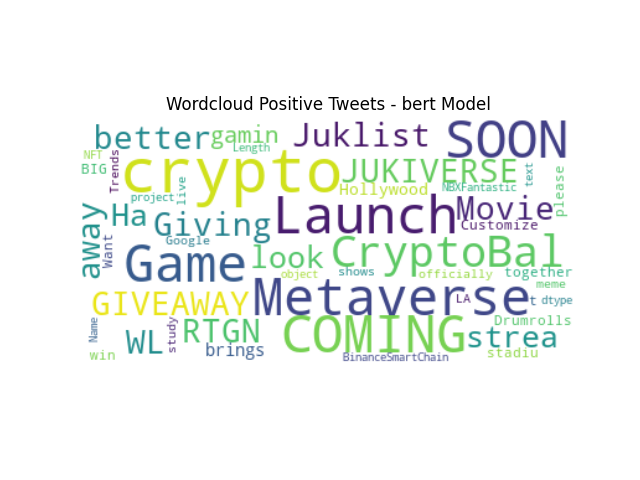 Wordcloud Positive Tweets - bert Model
better
gamin
Length
Juklist
SOON
NFT
BIG
Trends
crypto
JUKIVERSE
Hollywood
NBX
Fantastic
text
please
project
live
away
Ha
Want
Giving
Google
Launch
Movie
Customize
Game
look
object
CryptoBal
shows
officially
together
meme
GIVEAWAY
Metaverse
LA
t
dtype
Name
win
WL
study
RTGN
brings
COMING
BinanceSmartChain
strea
Drumrolls
stadiu